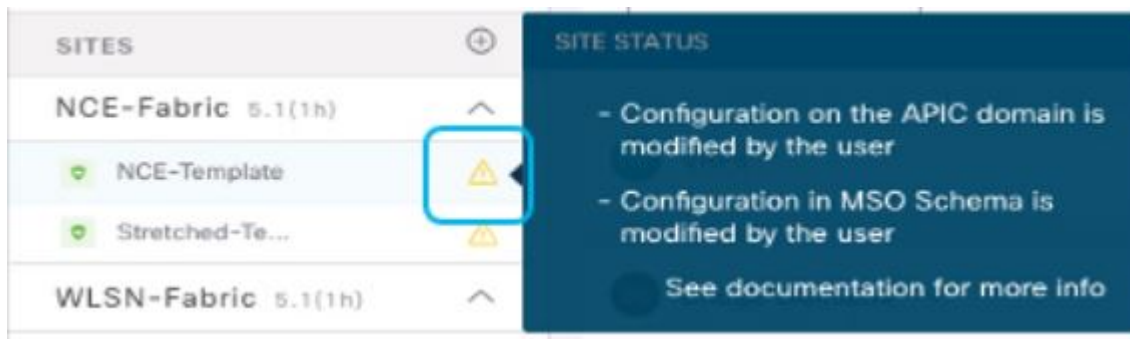 SITES
SITE STATUS
NCE-Fabric 5.1(1h)
- Configuration on the APIC domain is
modified by the user
NCE-Template
- Configuration in MSO Schema is
modified by the user
Stretched-Te...
See documentation for more info
WLSN-Fabric 5.1(1h)